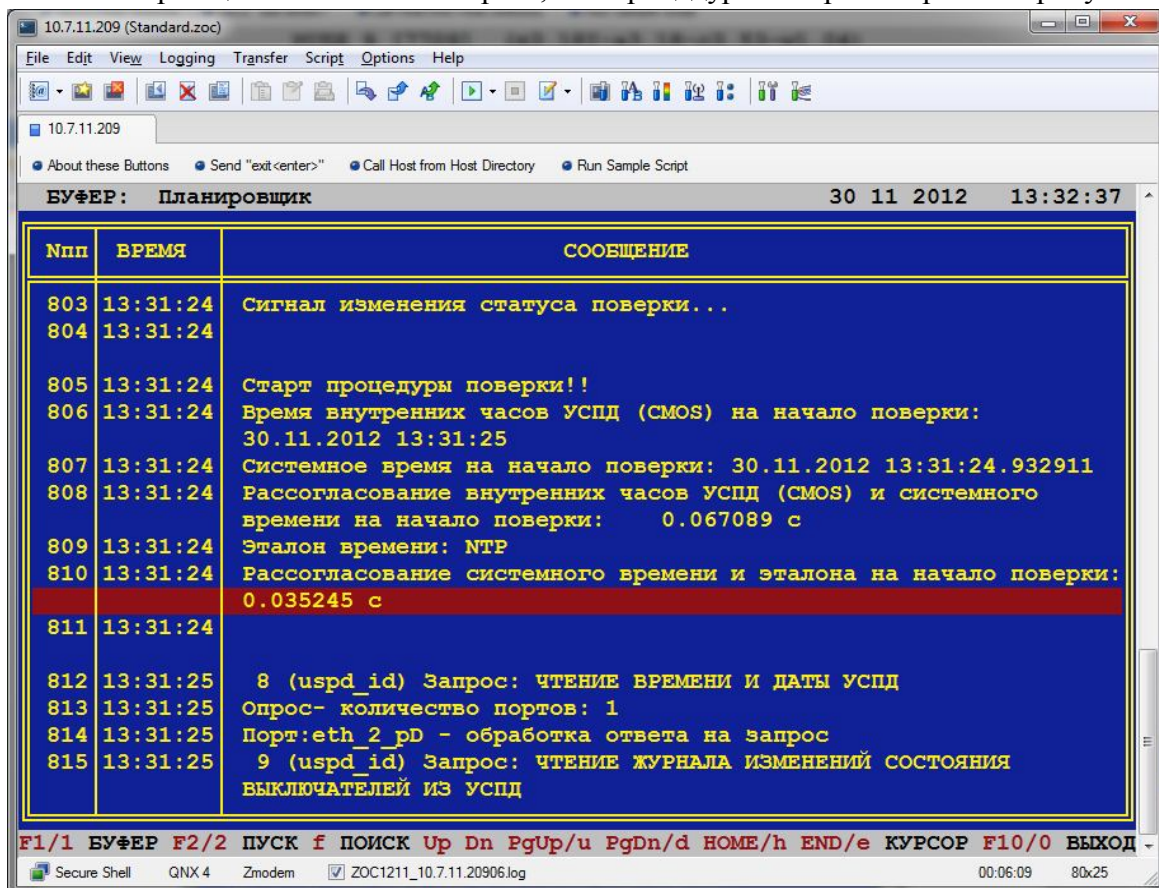 10.7.11.209 (Standard.zoc)
File Edit View Logging Transfer Script Options Help
10.7.11.209
About these Buttons Send "exit<enter>" Call Host from Host Directory Run Sample Script
БУФЕР: Планировщик 30 11 2012 13:32:37
Nпп ВРЕМЯ СООБЩЕНИЕ
803 13:31:24 Сигнал изменения статуса поверки...
804 13:31:24
805 13:31:24 Старт процедуры поверки!!
806 13:31:24 Время внутренних часов УСПД (CMOS) на начало поверки:
30.11.2012 13:31:25
807 13:31:24 Системное время на начало поверки: 30.11.2012 13:31:24.932911
808 13:31:24 Рассогласование внутренних часов УСПД (CMOS) и системного
времени на начало поверки: 0.067089 с
809 13:31:24 Эталон времени: NTP
810 13:31:24 Рассогласование системного времени и эталона на начало поверки:
0.035245 с
811 13:31:24
812 13:31:25 8 (uspd_id) Запрос: ЧТЕНИЕ ВРЕМЕНИ И ДАТЫ УСПД
813 13:31:25 Опрос- количество портов: 1
814 13:31:25 Порт:eth_2_pD - обработка ответа на запрос
815 13:31:25 9 (uspd_id) Запрос: ЧТЕНИЕ ЖУРНАЛА ИЗМЕНЕНИЙ СОСТОЯНИЯ
ВЫКЛЮЧАТЕЛЕЙ ИЗ УСПД
F1/1 БУФЕР F2/2 ПУСК f ПОИСК Up Dn PgUp/u PgDn/d HOME/h END/e КУРСОР F10/0 ВЫХОД
Secure Shell QNX 4 Zmodem ZOC1211_10.7.11.20906.log 00:06:09 80x25